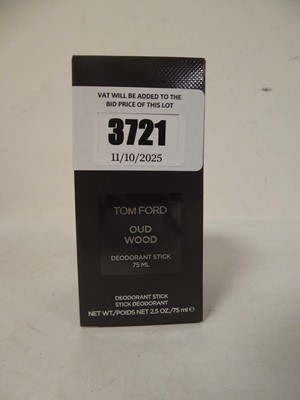 VAT WILL BE ADDED TO THE
BID PRICE OF THIS LOT
3721
11/10/2025
TOM FORD
OUD
WOOD
DEODORANT STICK
75 ML
DEODORANT STICK
STICK DÉODORANT
NET WT./POIDS NET 2.5 OZ./75 ml ℮